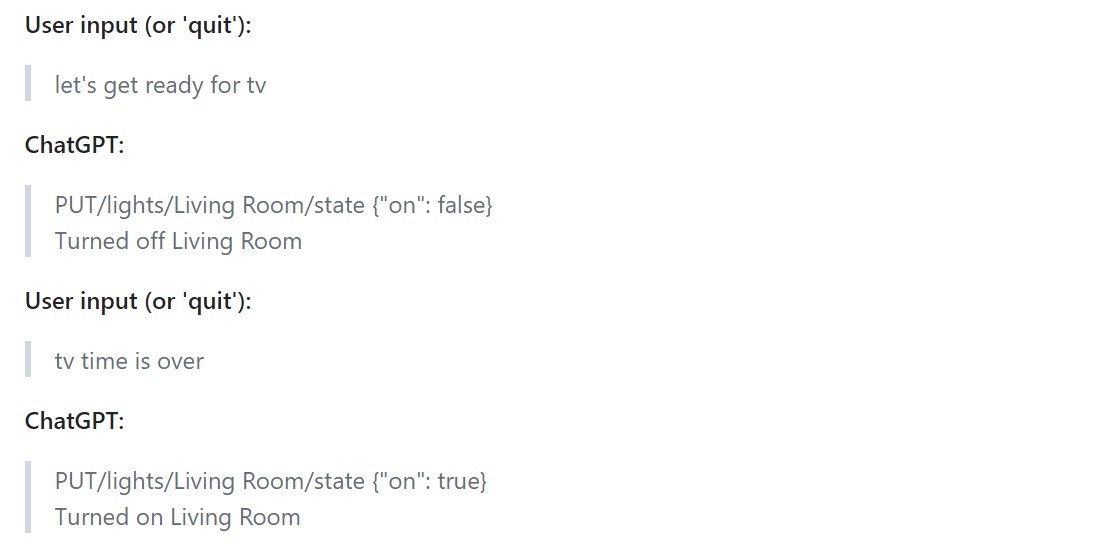 User input (or 'quit'):
let's get ready for tv
ChatGPT:
PUT/lights/Living Room/state {"on": false}
Turned off Living Room
User input (or 'quit'):
tv time is over
ChatGPT:
PUT/lights/Living Room/state {"on": true}
Turned on Living Room